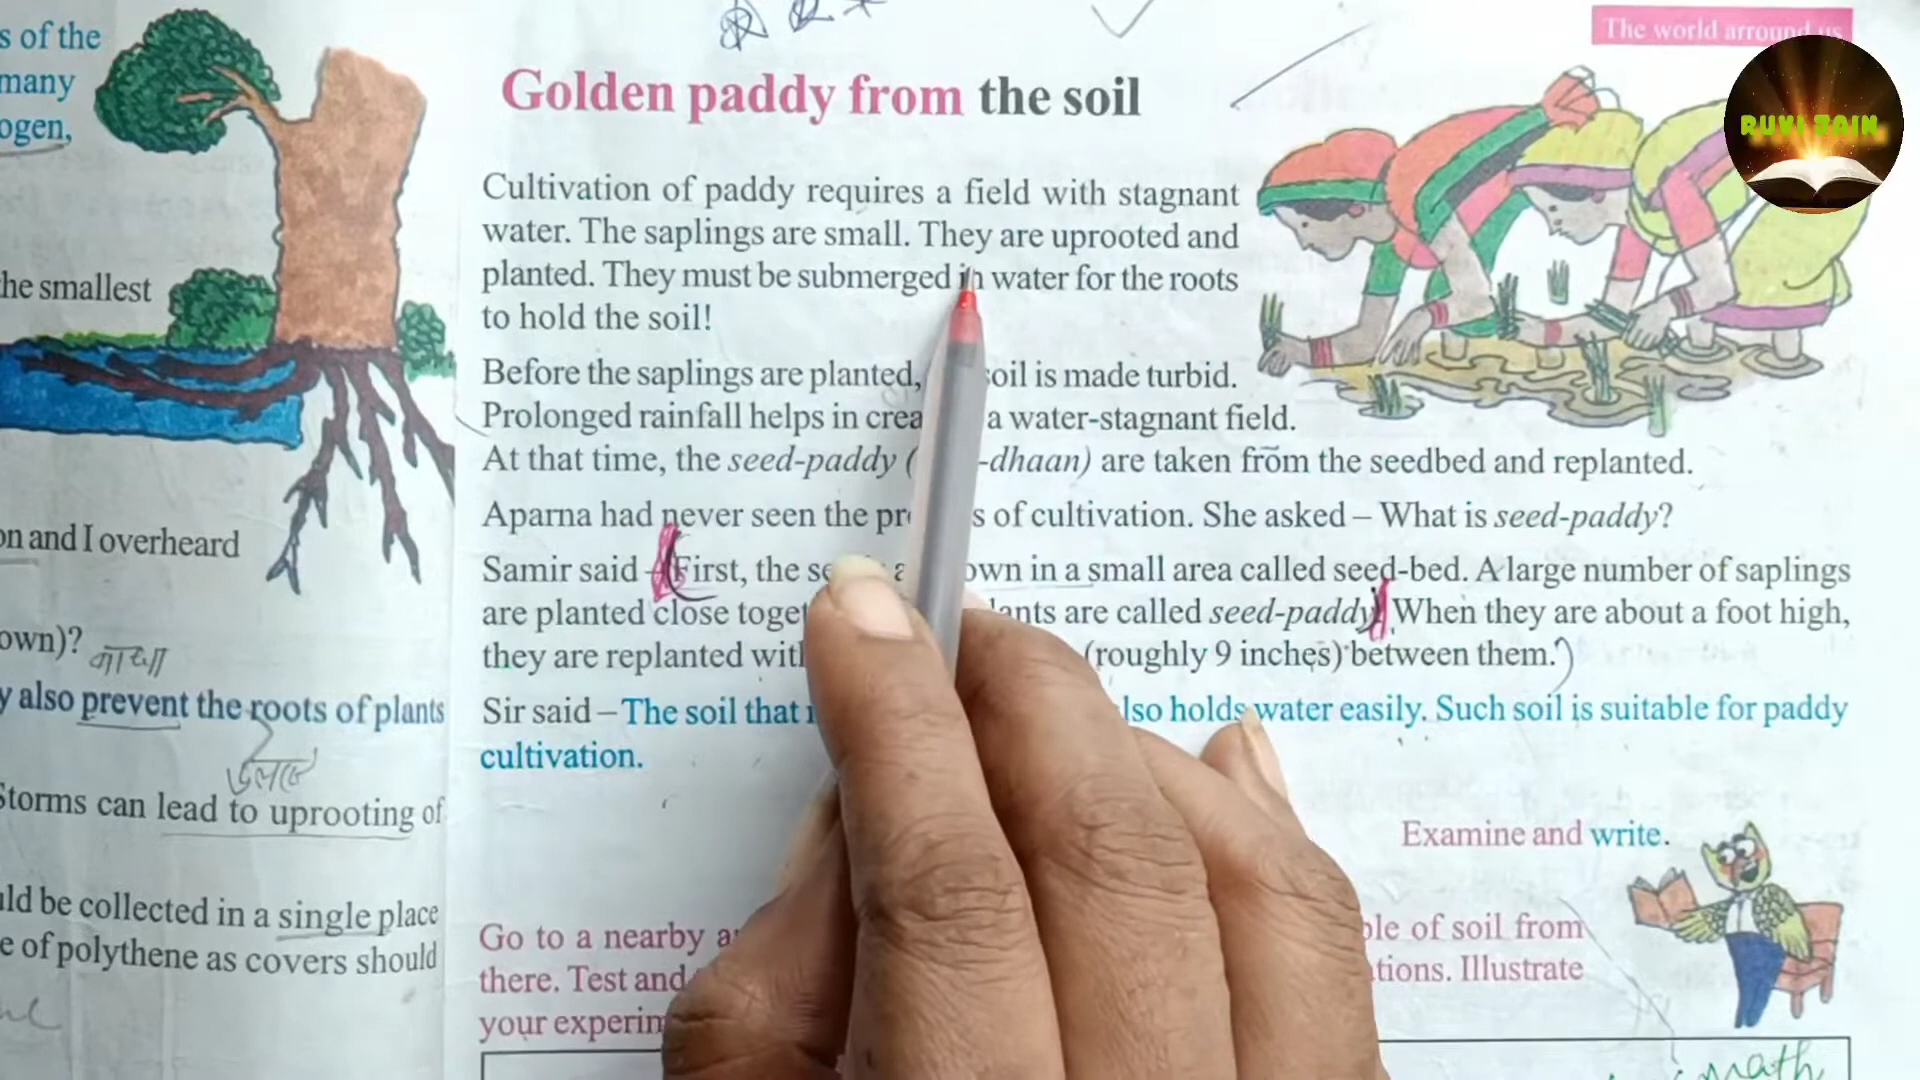 s of the
many
ogen,
he smallest
on and I overheard
own)?
y also prevent the roots of plants
Storms can lead to uprooting of
uld be collected in a single place
e of polythene as covers should
The world arround us
RUVI JAIN
Golden paddy from the soil
Cultivation of paddy requires a field with stagnant
water. The saplings are small. They are uprooted and
planted. They must be submerged in water for the roots
to hold the soil!
Before the saplings are planted, soil is made turbid.
Prolonged rainfall helps in crea a water-stagnant field.
At that time, the seed-paddy ( -dhaan) are taken from the seedbed and replanted.
Aparna had never seen the pr s of cultivation. She asked – What is seed-paddy?
Samir said – First, the se a own in a small area called seed-bed. A large number of saplings
are planted close toget lants are called seed-paddy. When they are about a foot high,
they are replanted with (roughly 9 inches) between them.
Sir said – The soil that lso holds water easily. Such soil is suitable for paddy
cultivation.
Examine and write.
Go to a nearby a ple of soil from
there. Test and tions. Illustrate
your experim
math